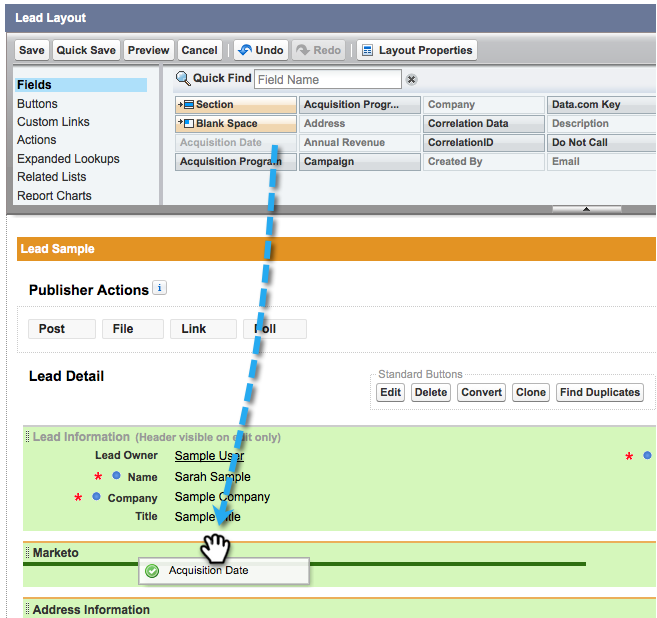 Lead Layout
Save Quick Save Preview Cancel Undo Redo Layout Properties
Fields
Buttons
Custom Links
Actions
Expanded Lookups
Related Lists
Report Charts
Quick Find Field Name
Section Acquisition Progr... Company Data.com Key
Blank Space Address Correlation Data Description
Acquisition Date Annual Revenue CorrelationID Do Not Call
Acquisition Program Campaign Created By Email
Lead Sample
Publisher Actions i
Post File Link Poll
Lead Detail
Standard Buttons
Edit Delete Convert Clone Find Duplicates
Lead Information (Header visible on edit only)
Lead Owner Sample User
* Name Sarah Sample
* Company Sample Company
Title Sample Title
*
Marketo
Acquisition Date
Address Information